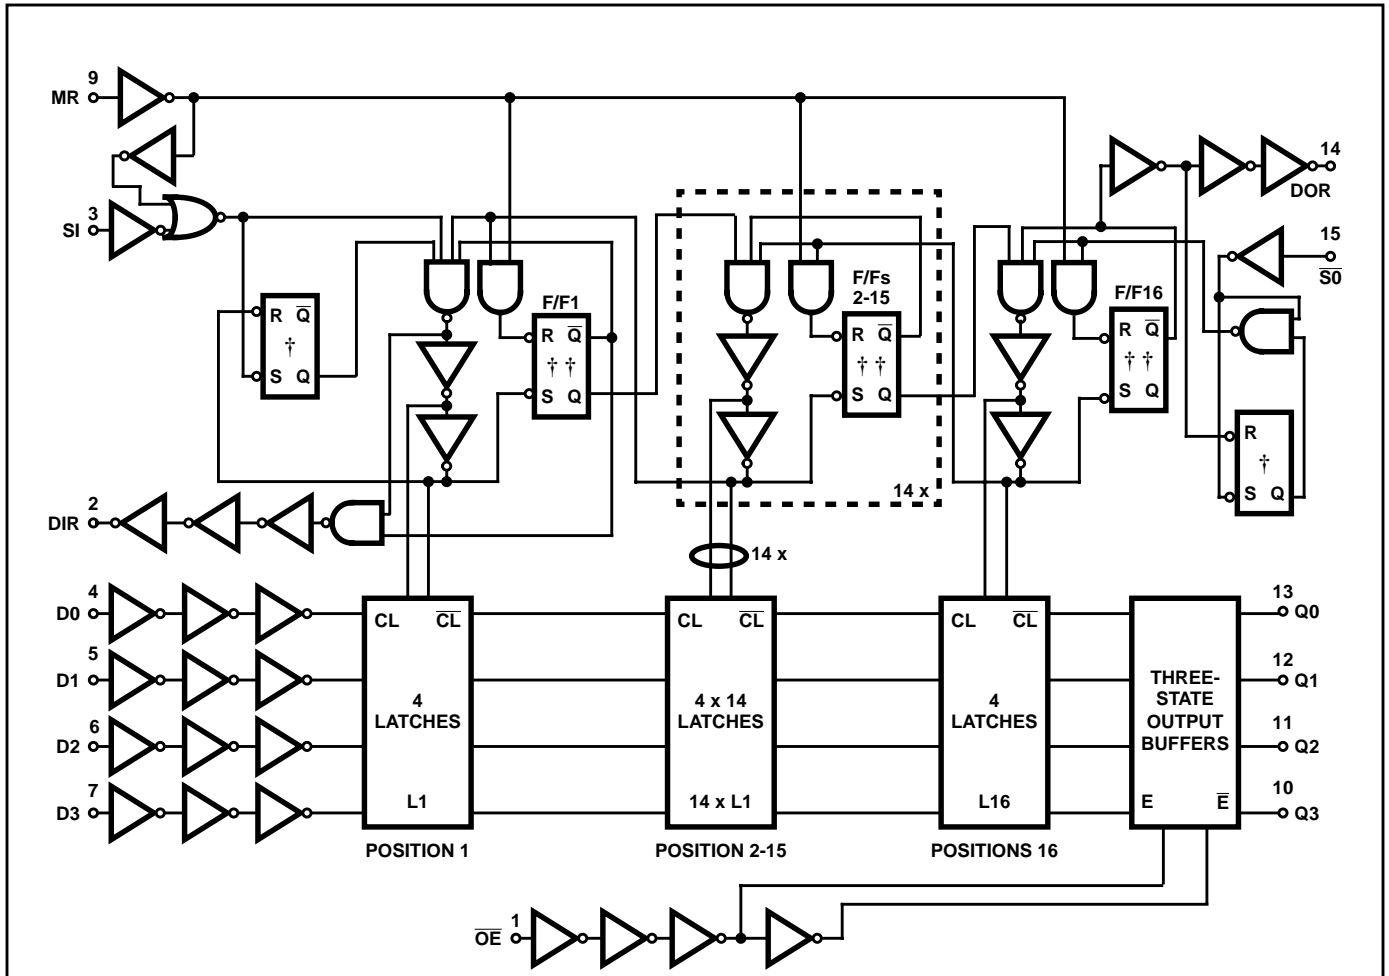 9
MR
3
SI
R Q̅
†
S Q
F/F1
R Q̅
† †
S Q
F/Fs
2-15
R Q̅
† †
S Q
14 x
F/F16
R Q̅
† †
S Q
14
DOR
15
S̅0̅
R
†
S Q
2
DIR
14 x
4
D0
5
D1
6
D2
7
D3
CL C̅L̅
4
LATCHES
L1
POSITION 1
CL C̅L̅
4 x 14
LATCHES
14 x L1
POSITION 2-15
CL C̅L̅
4
LATCHES
L16
POSITIONS 16
THREE-
STATE
OUTPUT
BUFFERS
E E̅
13
Q0
12
Q1
11
Q2
10
Q3
1
O̅E̅